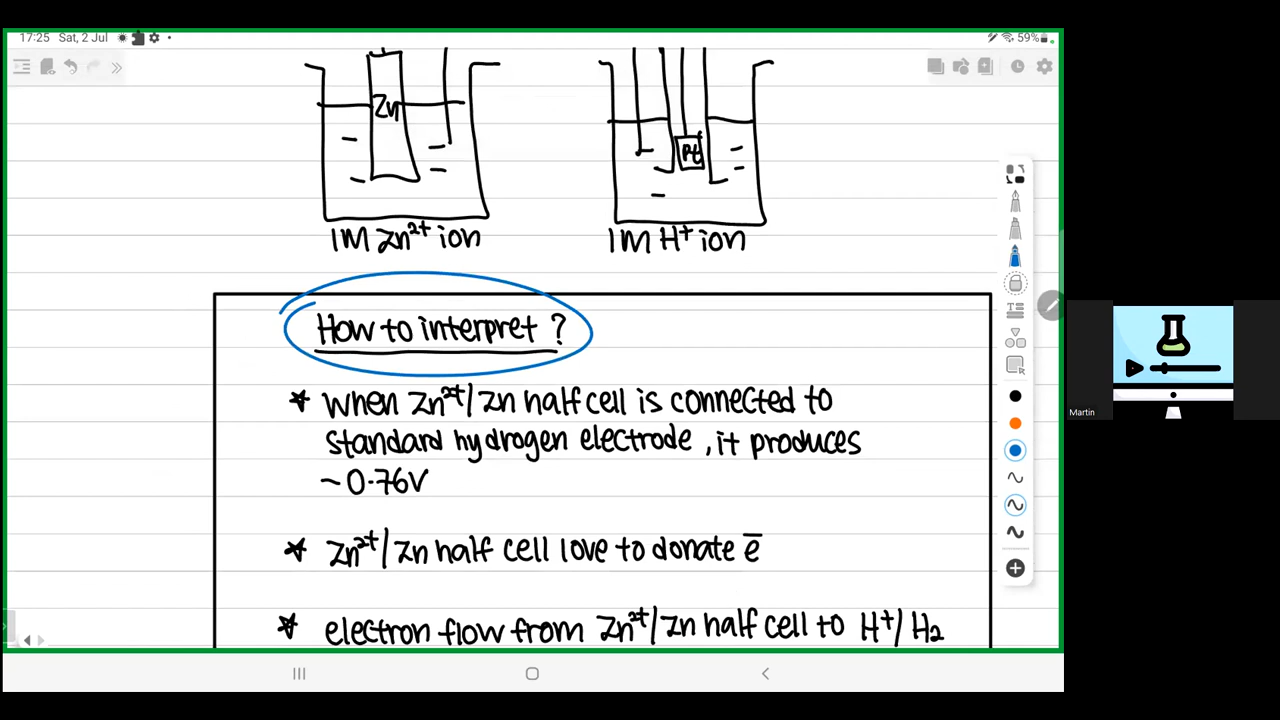 17:25 Sat, 2 Jul
59%
Zn
Pt
1M Zn²⁺ ion
1M H⁺ ion
How to interpret ?
* when Zn²⁺/Zn half cell is connected to
standard hydrogen electrode, it produces
-0.76V
* Zn²⁺/Zn half cell love to donate e̅
* electron flow from Zn²⁺/Zn half cell to H⁺/H₂
Martin